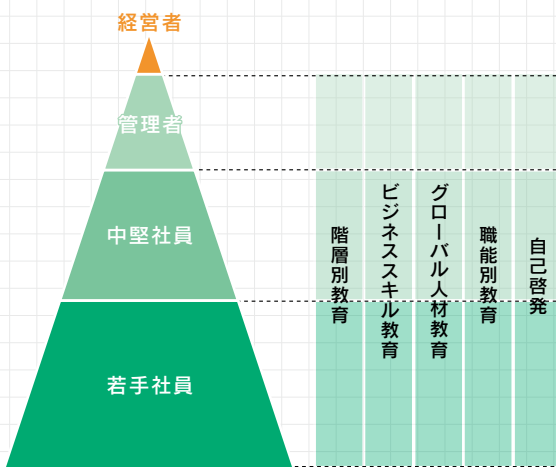 経営者
管理者
中堅社員
若手社員
階層別教育
ビジネススキル教育
グローバル人材教育
職能別教育
自己啓発